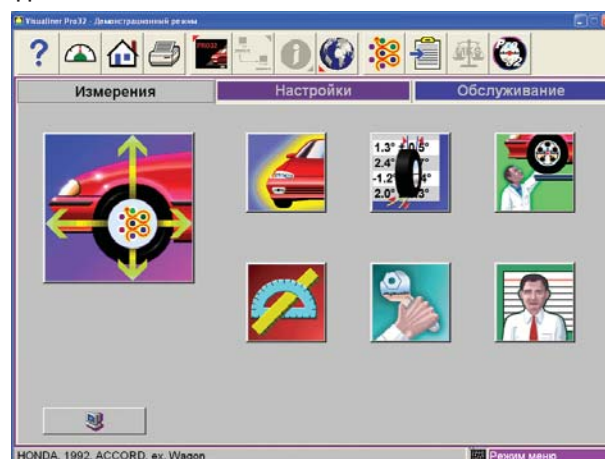 Visualiner Pro32 - Демонстрационный режим
?
PRO32
i
Измерения
Настройки
Обслуживание
1.3°
2.4°
-1.2°
2.0°
HONDA, 1992, ACCORD, ex, Wagon
Режим меню